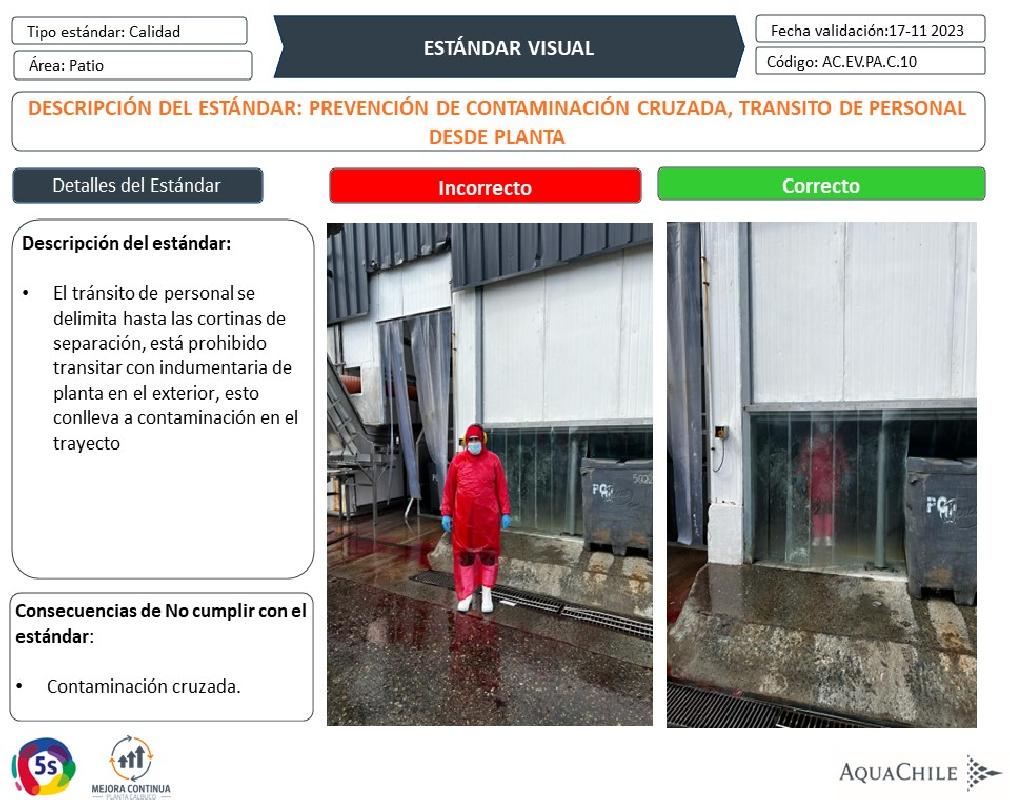 Tipo estándar: Calidad
Área: Patio
ESTÁNDAR VISUAL
Fecha validación:17-11 2023
Código: AC.EV.PA.C.10
DESCRIPCIÓN DEL ESTÁNDAR: PREVENCIÓN DE CONTAMINACIÓN CRUZADA, TRANSITO DE PERSONAL
DESDE PLANTA
Detalles del Estándar
Incorrecto
Correcto
Descripción del estándar:
• El tránsito de personal se
delimita hasta las cortinas de
separación, está prohibido
transitar con indumentaria de
planta en el exterior, esto
conlleva a contaminación en el
trayecto
Consecuencias de No cumplir con el
estándar:
• Contaminación cruzada.
5s
MEJORA CONTINUA
PLANTA CALBUCO
AQUACHILE